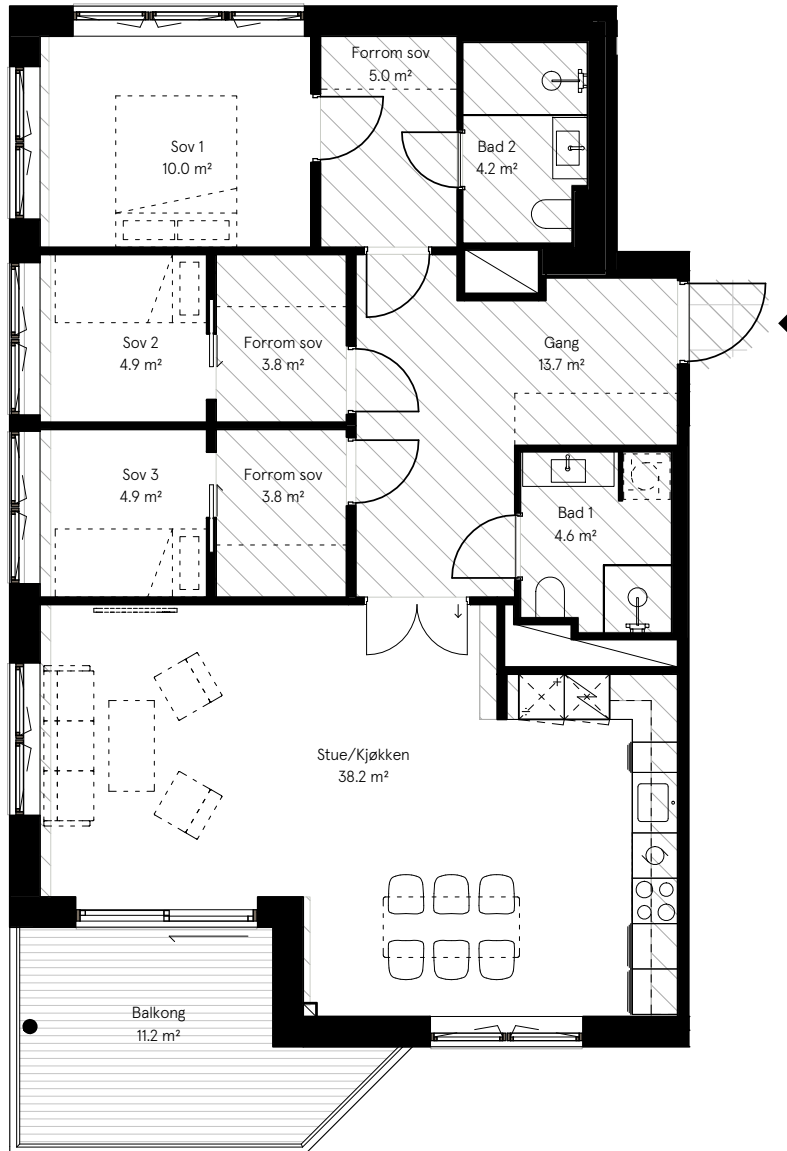 Forrom sov
5.0 m²
Sov 1
10.0 m²
Bad 2
4.2 m²
Sov 2
4.9 m²
Forrom sov
3.8 m²
Gang
13.7 m²
Sov 3
4.9 m²
Forrom sov
3.8 m²
Bad 1
4.6 m²
Stue/Kjøkken
38.2 m²
Balkong
11.2 m²